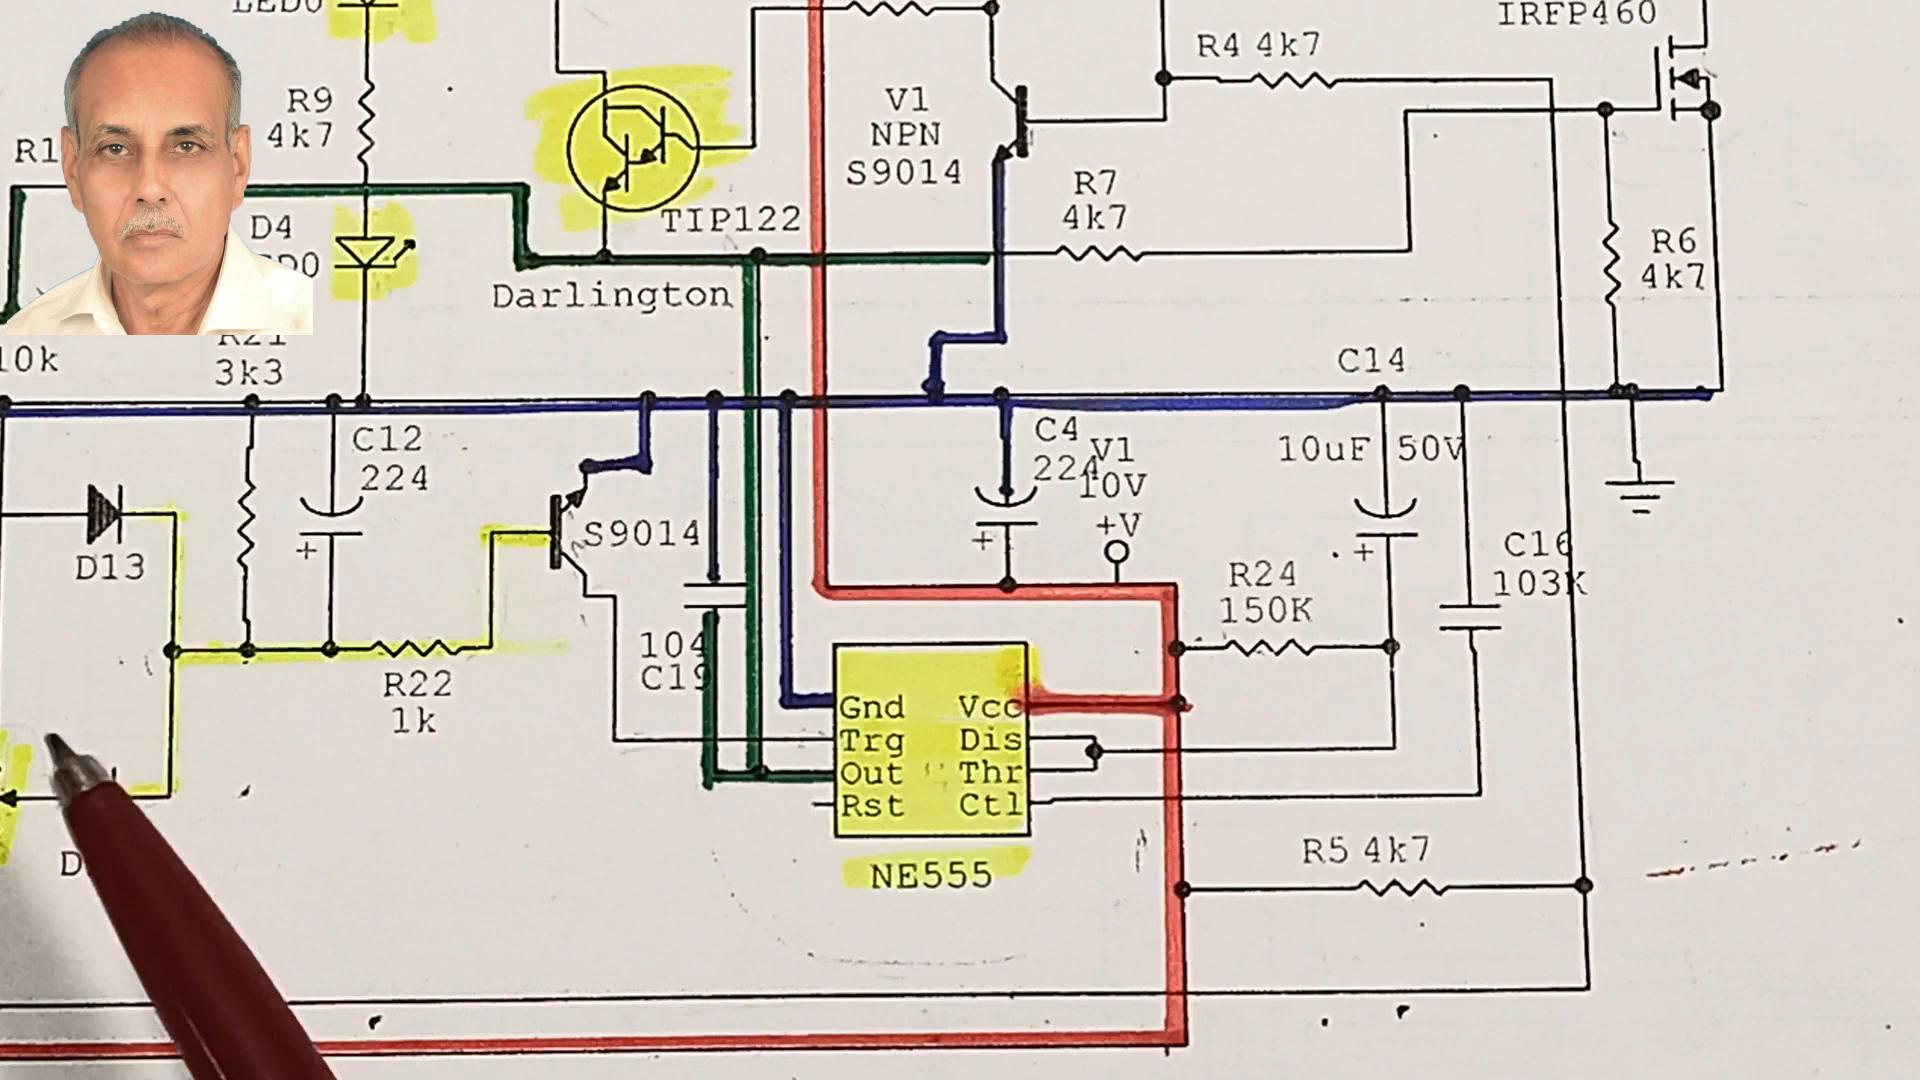 LED0
IRFP460
R4 4k7
R9
4k7
V1
NPN
S9014
R1
R7
4k7
TIP122
D4
R6
4k7
Darlington
10k
R21
3k3
C14
C12
224
C4
224
V1
10V
10uF 50V
+V
+
+
+
S9014
D13
C16
103K
R24
150K
104
C19
R22
1k
Gnd Vcc
Trg Dis
Out Thr
Rst Ctl
NE555
R5 4k7